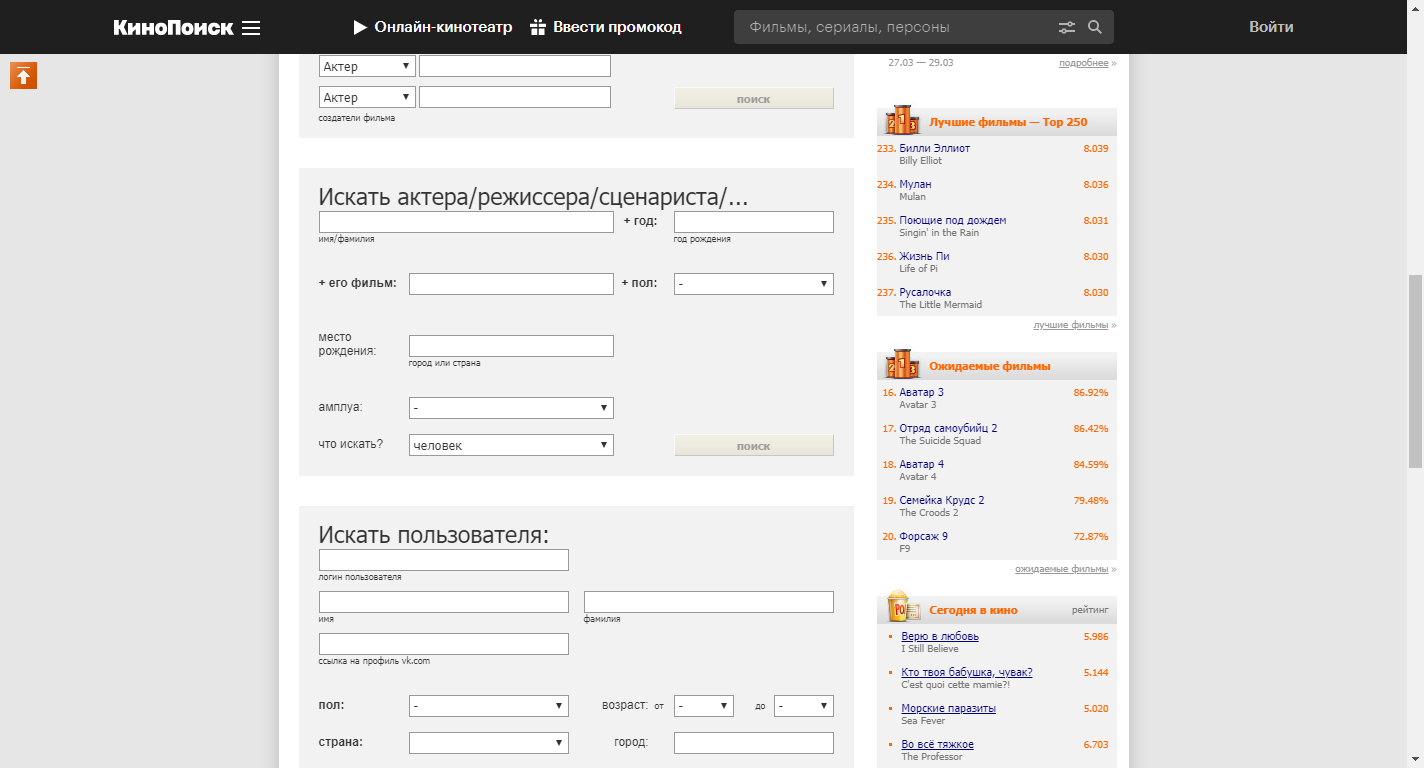 КиноПоиск
Онлайн-кинотеатр
Ввести промокод
Фильмы, сериалы, персоны
Войти
Актер
Актер
поиск
создатели фильма
Искать актера/режиссера/сценариста/...
+ год:
имя/фамилия
год рождения
+ его фильм:
+ пол:
-
место
рождения:
город или страна
амплуа:
-
что искать?
человек
поиск
Искать пользователя:
логин пользователя
имя
фамилия
ссылка на профиль vk.com
пол:
-
возраст:
от
-
до
-
страна:
город:
27.03 — 29.03
подробнее »
Лучшие фильмы — Top 250
233. Билли Эллиот 8.039
Billy Elliot
234. Мулан 8.036
Mulan
235. Поющие под дождем 8.031
Singin' in the Rain
236. Жизнь Пи 8.030
Life of Pi
237. Русалочка 8.030
The Little Mermaid
лучшие фильмы »
Ожидаемые фильмы
16. Аватар 3 86.92%
Avatar 3
17. Отряд самоубийц 2 86.42%
The Suicide Squad
18. Аватар 4 84.59%
Avatar 4
19. Семейка Крудс 2 79.48%
The Croods 2
20. Форсаж 9 72.87%
F9
ожидаемые фильмы »
Сегодня в кино рейтинг
Верю в любовь 5.986
I Still Believe
Кто твоя бабушка, чувак? 5.144
C'est quoi cette mamie?!
Морские паразиты 5.020
Sea Fever
Во всё тяжкое 6.703
The Professor